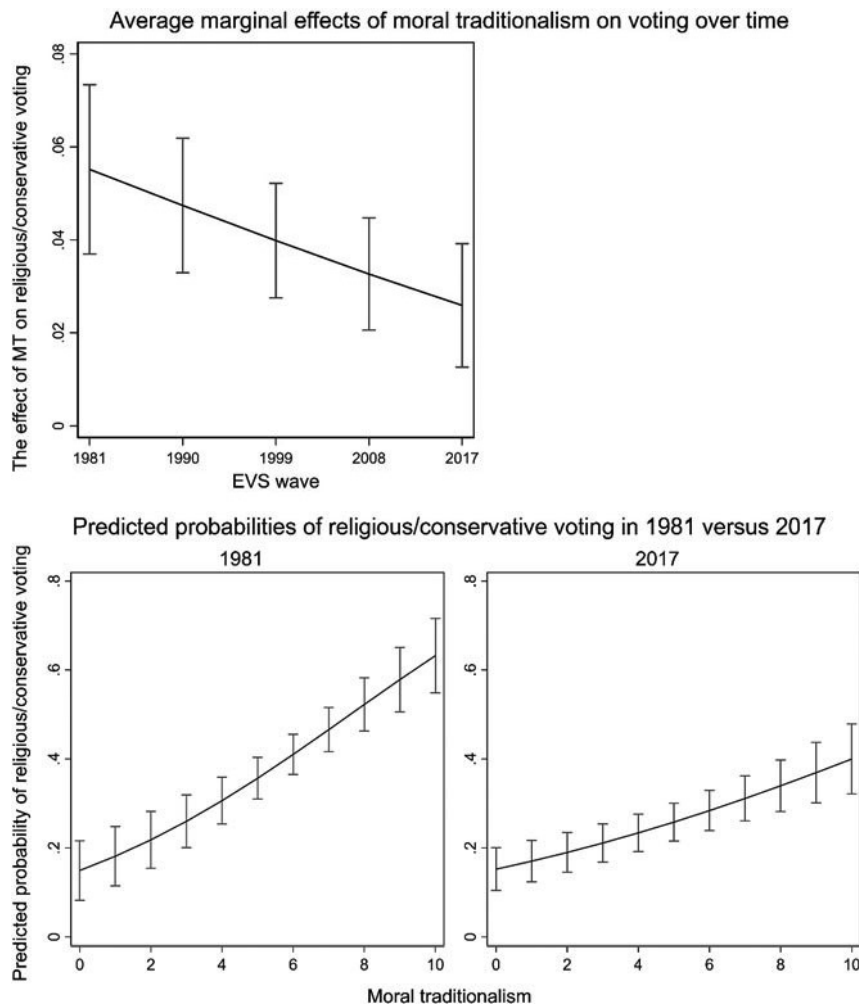 Average marginal effects of moral traditionalism on voting over time
The effect of MT on religious/conservative voting
.08
.06
.04
.02
0
1981 1990 1999 2008 2017
EVS wave
Predicted probabilities of religious/conservative voting in 1981 versus 2017
1981 2017
Predicted probability of religious/conservative voting
.8 .8
.6 .6
.4 .4
.2 .2
0 0
0 2 4 6 8 10 0 2 4 6 8 10
Moral traditionalism